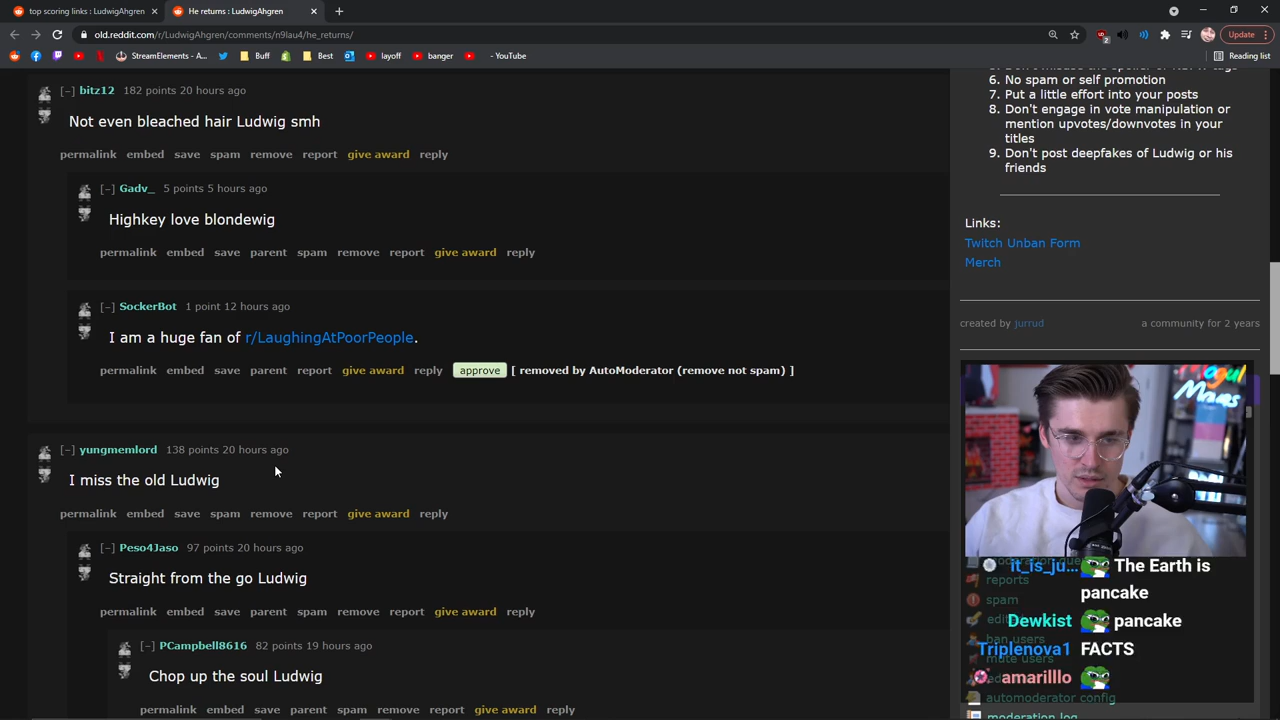 top scoring links : LudwigAhgren
He returns : LudwigAhgren
old.reddit.com/r/LudwigAhgren/comments/n9lau4/he_returns/
Update
StreamElements - A...
Buff
Best
layoff
banger
- YouTube
Reading list
[–] bitz12 182 points 20 hours ago
Not even bleached hair Ludwig smh
permalink embed save spam remove report give award reply
[–] Gadv_ 5 points 5 hours ago
Highkey love blondewig
permalink embed save parent spam remove report give award reply
[–] SockerBot 1 point 12 hours ago
I am a huge fan of r/LaughingAtPoorPeople.
permalink embed save parent report give award reply approve [ removed by AutoModerator (remove not spam) ]
[–] yungmemlord 138 points 20 hours ago
I miss the old Ludwig
permalink embed save spam remove report give award reply
[–] Peso4Jaso 97 points 20 hours ago
Straight from the go Ludwig
permalink embed save parent spam remove report give award reply
[–] PCampbell8616 82 points 19 hours ago
Chop up the soul Ludwig
permalink embed save parent spam remove report give award reply
6. No spam or self promotion
7. Put a little effort into your posts
8. Don't engage in vote manipulation or
mention upvotes/downvotes in your
titles
9. Don't post deepfakes of Ludwig or his
friends
Links:
Twitch Unban Form
Merch
created by jurrud
a community for 2 years
Mogul
Moves
it_is_ju... The Earth is
pancake
reports
spam
Dewkist pancake
ban users
Triplenova1 FACTS
mute users
amarilllo
automoderator config
moderation log